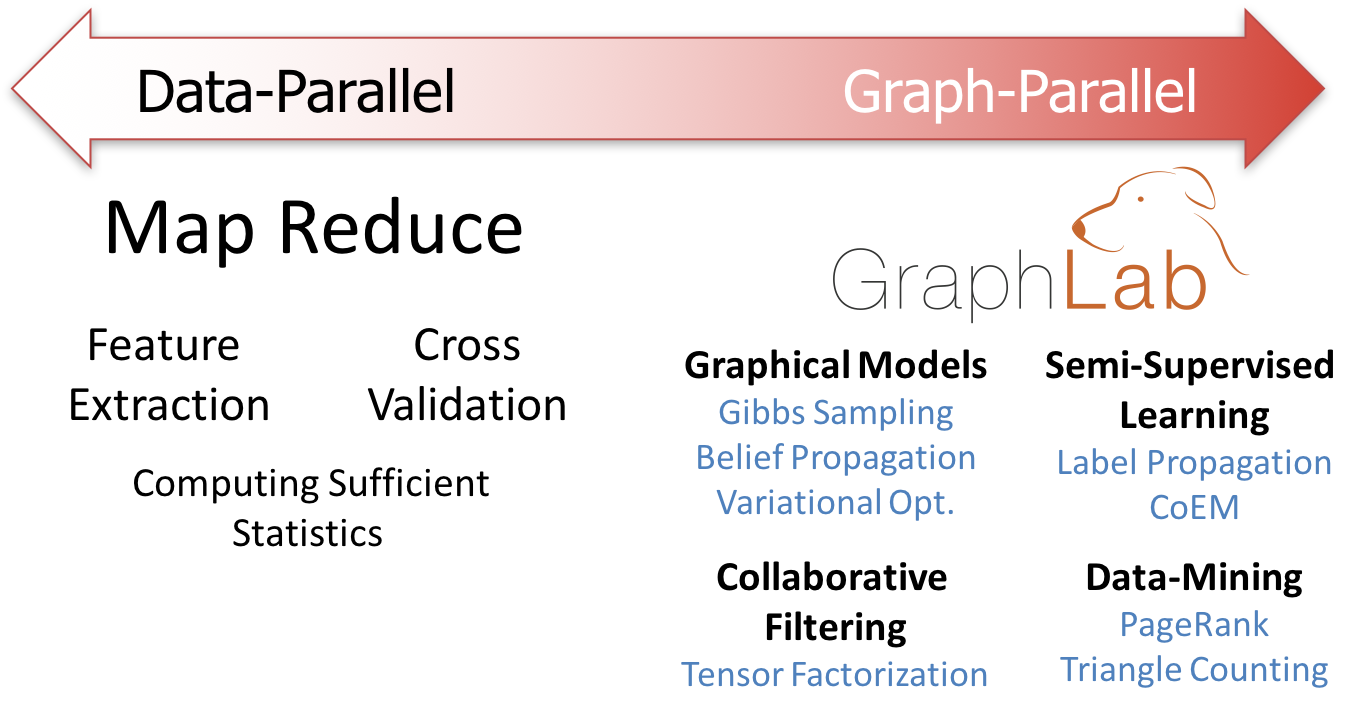 Data-Parallel
Graph-Parallel
Map Reduce
Feature
Extraction
Cross
Validation
Computing Sufficient
Statistics
GraphLab
Graphical Models
Gibbs Sampling
Belief Propagation
Variational Opt.
Semi-Supervised
Learning
Label Propagation
CoEM
Collaborative
Filtering
Tensor Factorization
Data-Mining
PageRank
Triangle Counting